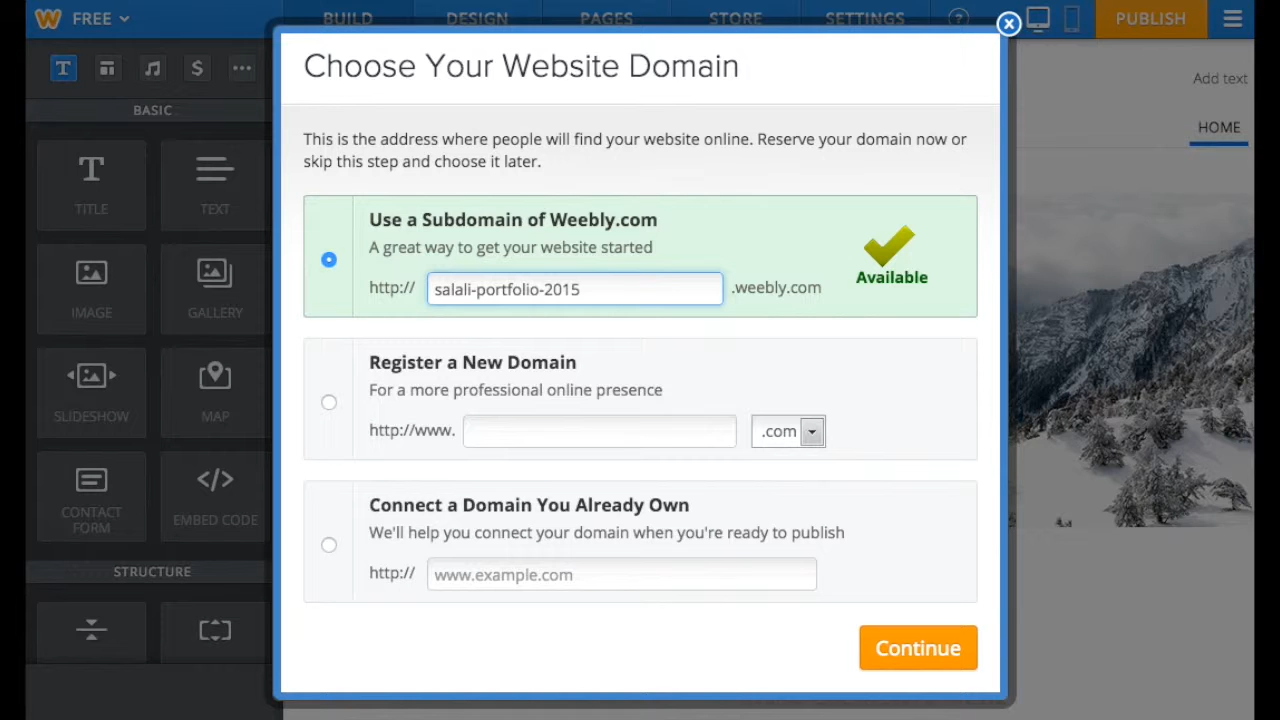 FREE
BUILD
DESIGN
PAGES
STORE
SETTINGS
?
PUBLISH
T
$
BASIC
TITLE
TEXT
IMAGE
GALLERY
SLIDESHOW
MAP
CONTACT
FORM
EMBED CODE
STRUCTURE
Choose Your Website Domain
This is the address where people will find your website online. Reserve your domain now or
skip this step and choose it later.
Use a Subdomain of Weebly.com
A great way to get your website started
http:// salali-portfolio-2015 .weebly.com
Available
Register a New Domain
For a more professional online presence
http://www. .com
Connect a Domain You Already Own
We'll help you connect your domain when you're ready to publish
http:// www.example.com
Continue
Add text
HOME